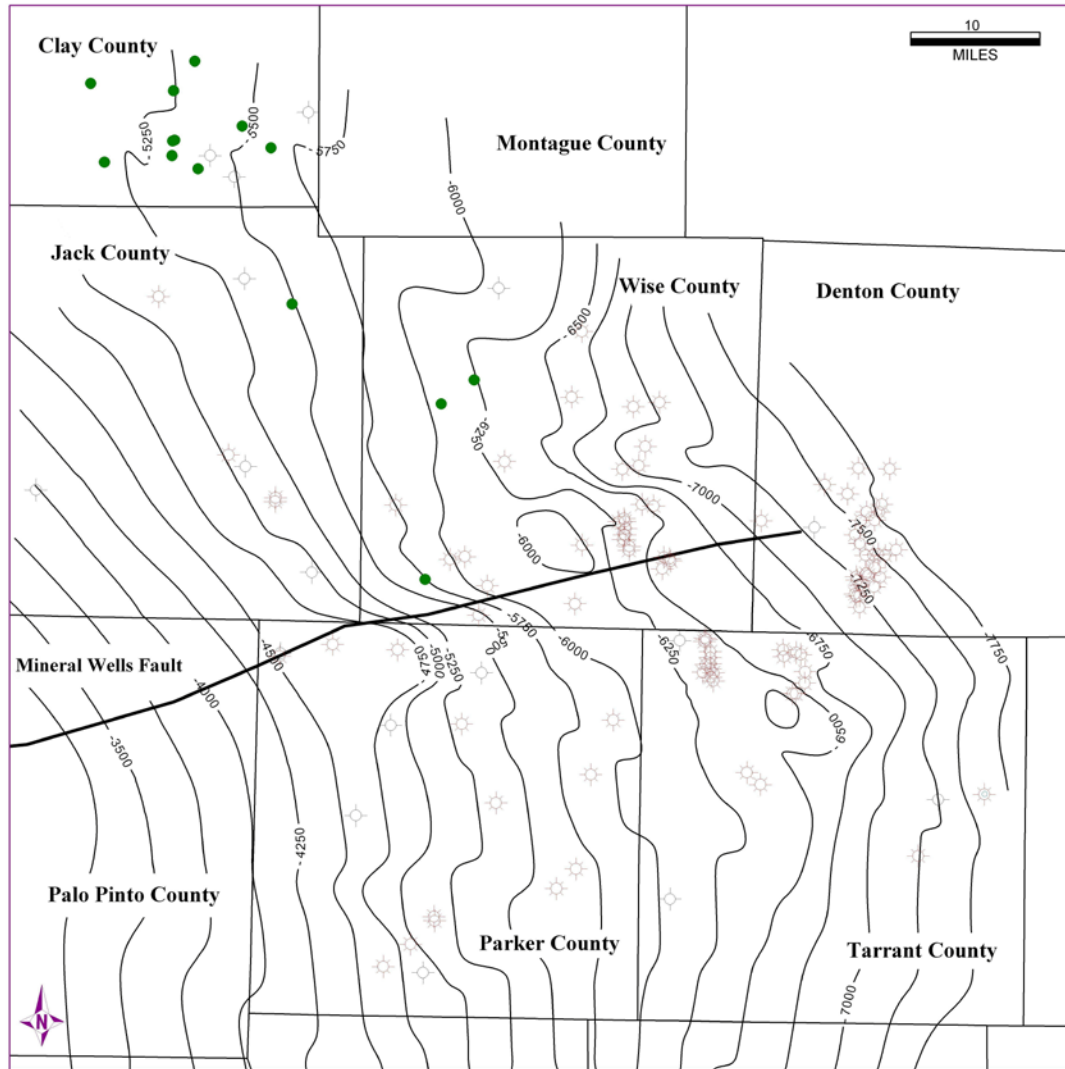 10
MILES
Clay County
Montague County
-5250
-5500
-5750
-6000
Jack County
Wise County
Denton County
-6500
-6250
-7000
-6000
-7500
-7250
-5750
-5500
-6000
-5250
-5000
-4750
-6250
-6750
-7750
-4500
Mineral Wells Fault
-4000
-3500
-6500
-4250
Palo Pinto County
Parker County
Tarrant County
-7000
N